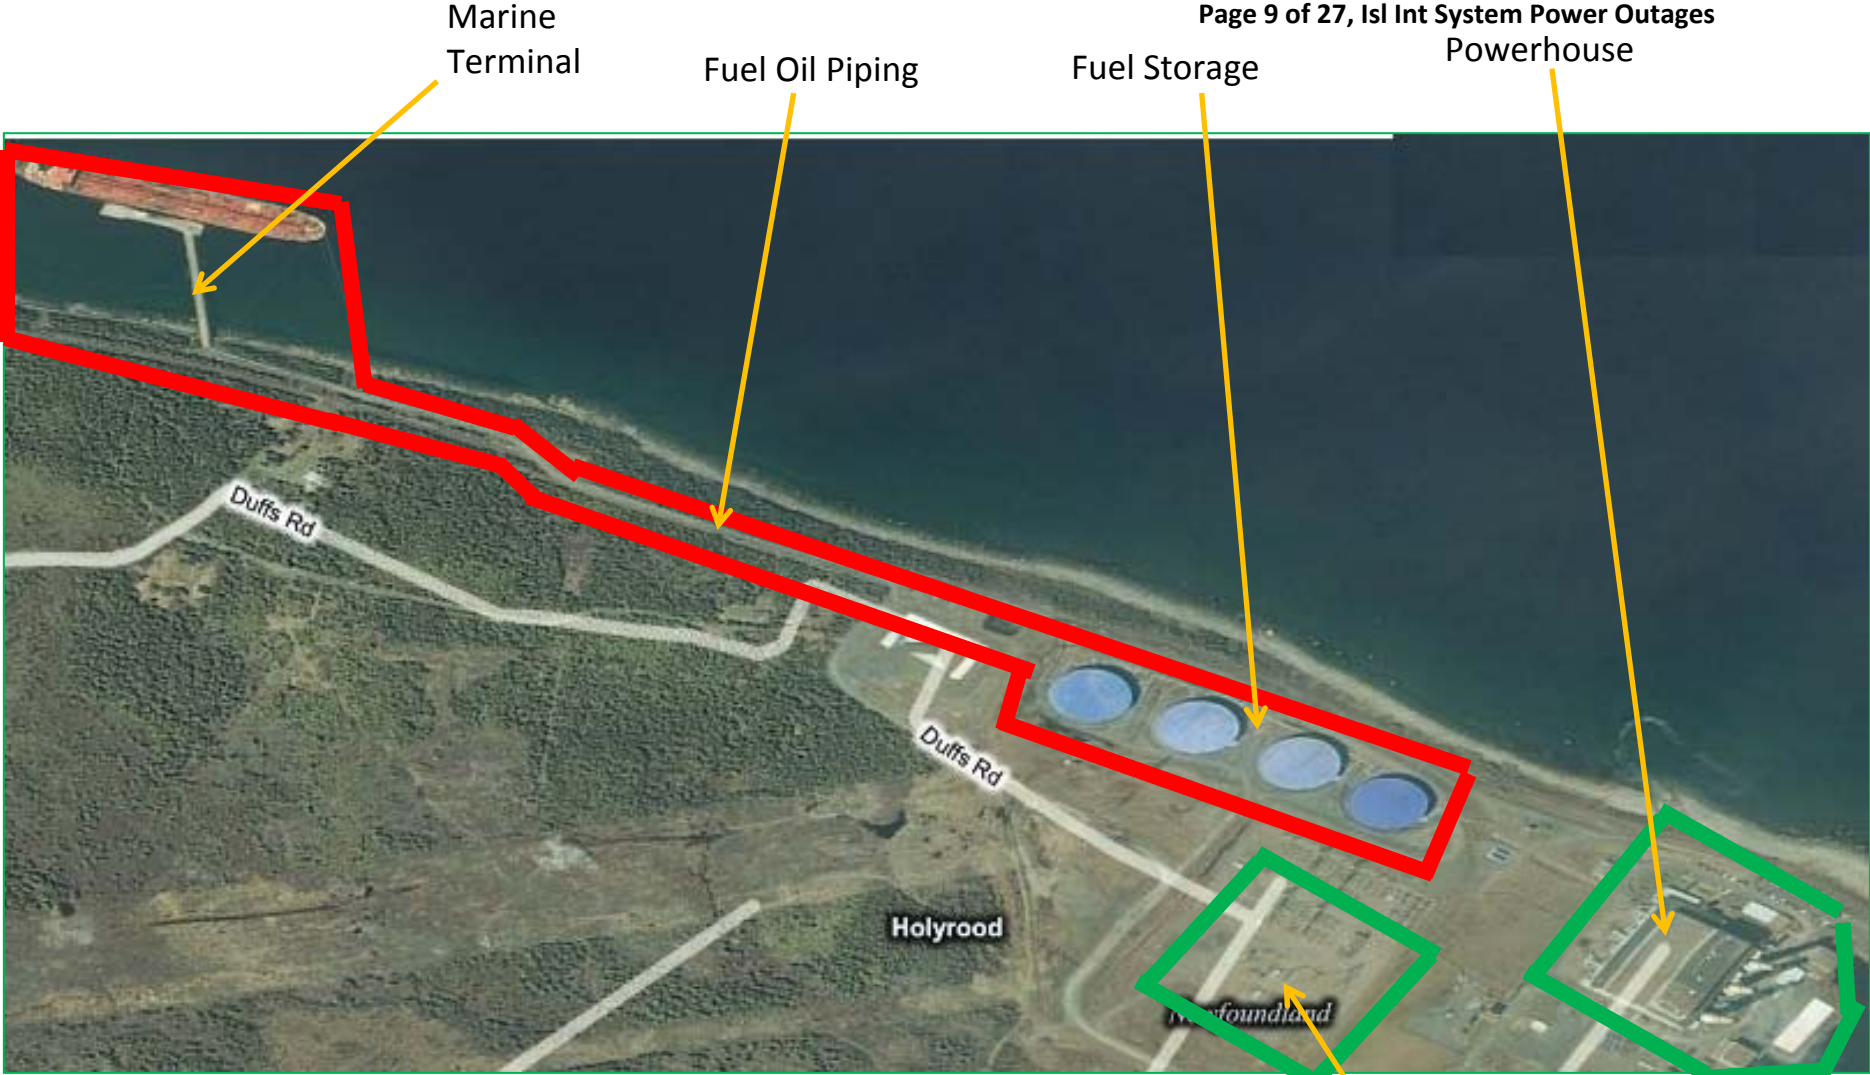 Page 9 of 27, Isl Int System Power Outages
Marine
Terminal
Fuel Oil Piping
Fuel Storage
Powerhouse
Duffs Rd
Duffs Rd
Holyrood
Newfoundland